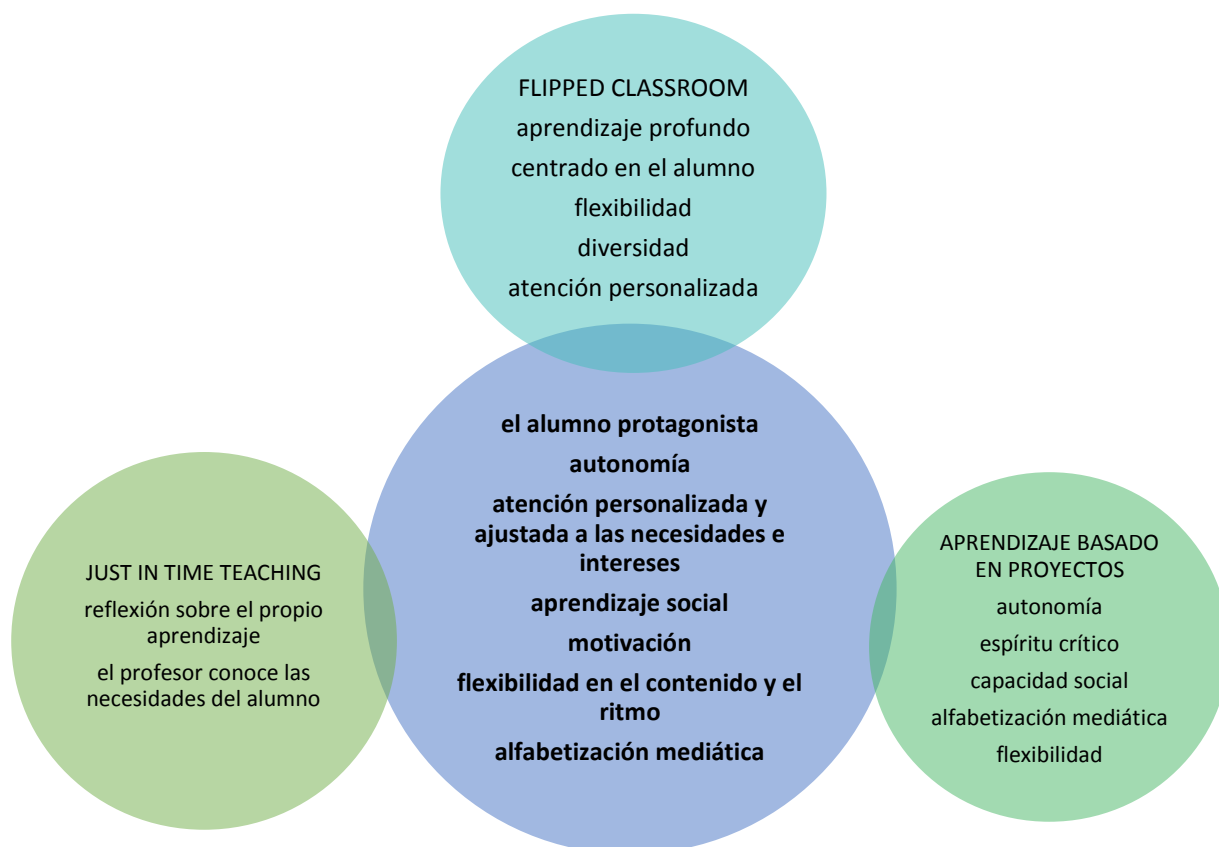 FLIPPED CLASSROOM
aprendizaje profundo
centrado en el alumno
flexibilidad
diversidad
atención personalizada
el alumno protagonista
autonomía
atención personalizada y
ajustada a las necesidades e
intereses
aprendizaje social
motivación
flexibilidad en el contenido y el
ritmo
alfabetización mediática
JUST IN TIME TEACHING
reflexión sobre el propio
aprendizaje
el profesor conoce las
necesidades del alumno
APRENDIZAJE BASADO
EN PROYECTOS
autonomía
espíritu crítico
capacidad social
alfabetización mediática
flexibilidad